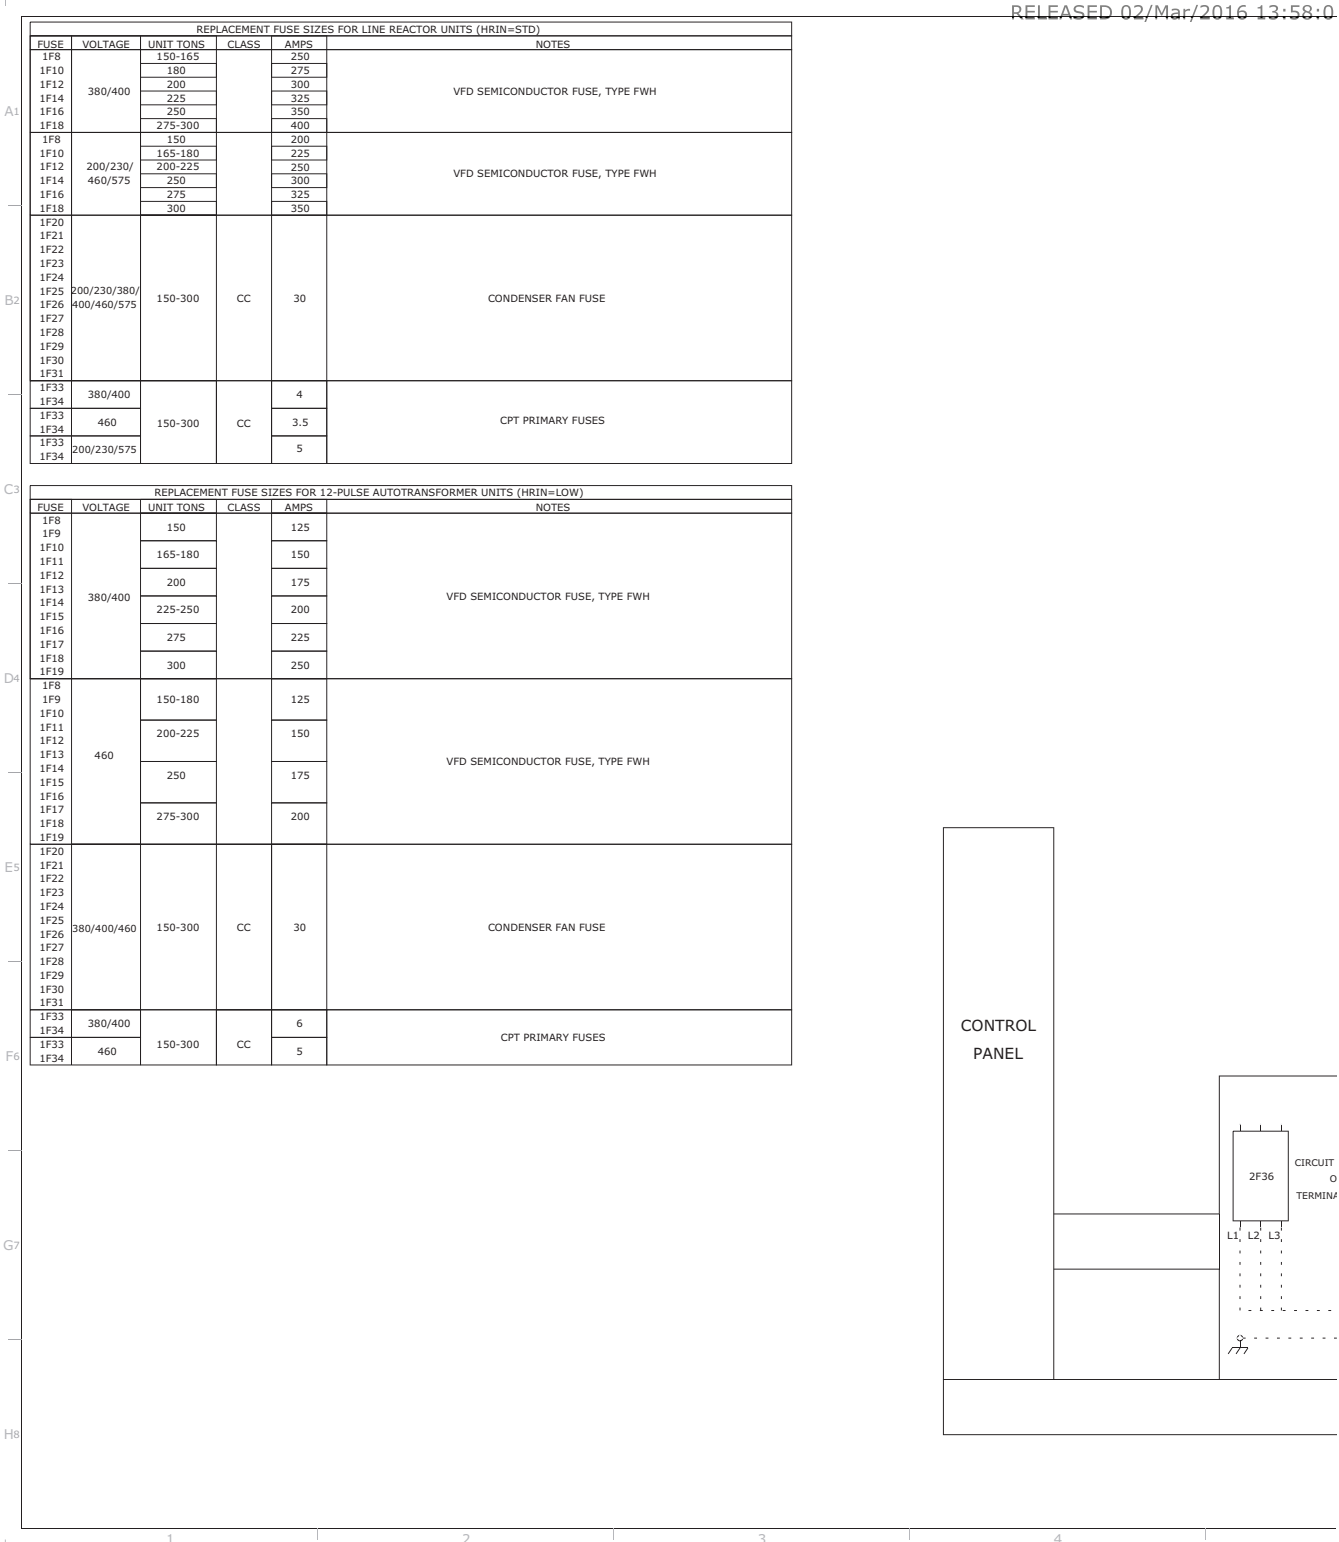 RELEASED 02/Mar/2016 13:58:0
REPLACEMENT FUSE SIZES FOR LINE REACTOR UNITS (HRIN=STD)
FUSE VOLTAGE UNIT TONS CLASS AMPS NOTES
1F8 150-165 250
1F10 180 275
1F12 200 300
380/400 VFD SEMICONDUCTOR FUSE, TYPE FWH
1F14 225 325
1F16 250 350
1F18 275-300 400
1F8 150 200
1F10 165-180 225
1F12 200/230/ 200-225 250
VFD SEMICONDUCTOR FUSE, TYPE FWH
1F14 460/575 250 300
1F16 275 325
1F18 300 350
1F20
1F21
1F22
1F23
1F24
1F25 200/230/380/
150-300 CC 30 CONDENSER FAN FUSE
1F26 400/460/575
1F27
1F28
1F29
1F30
1F31
1F33
380/400 4
1F34
1F33
460 150-300 CC 3.5 CPT PRIMARY FUSES
1F34
1F33
200/230/575 5
1F34
REPLACEMENT FUSE SIZES FOR 12-PULSE AUTOTRANSFORMER UNITS (HRIN=LOW)
FUSE VOLTAGE UNIT TONS CLASS AMPS NOTES
1F8
150 125
1F9
1F10
165-180 150
1F11
1F12
200 175
1F13
380/400 VFD SEMICONDUCTOR FUSE, TYPE FWH
1F14
225-250 200
1F15
1F16
275 225
1F17
1F18
300 250
1F19
1F8
1F9 150-180 125
1F10
1F11
200-225 150
1F12
1F13 460
VFD SEMICONDUCTOR FUSE, TYPE FWH
1F14
250 175
1F15
1F16
1F17
275-300 200
1F18
1F19
1F20
1F21
1F22
1F23
1F24
1F25
380/400/460 150-300 CC 30 CONDENSER FAN FUSE
1F26
1F27
1F28
1F29
1F30
1F31
1F33
380/400 6
1F34
150-300 CC CPT PRIMARY FUSES
1F33
460 5
1F34
CONTROL
PANEL
2F36
CIRCUIT
O
TERMINA
L1 L2 L3
A1
B2
C3
D4
E5
F6
G7
H8
1 2 3 4